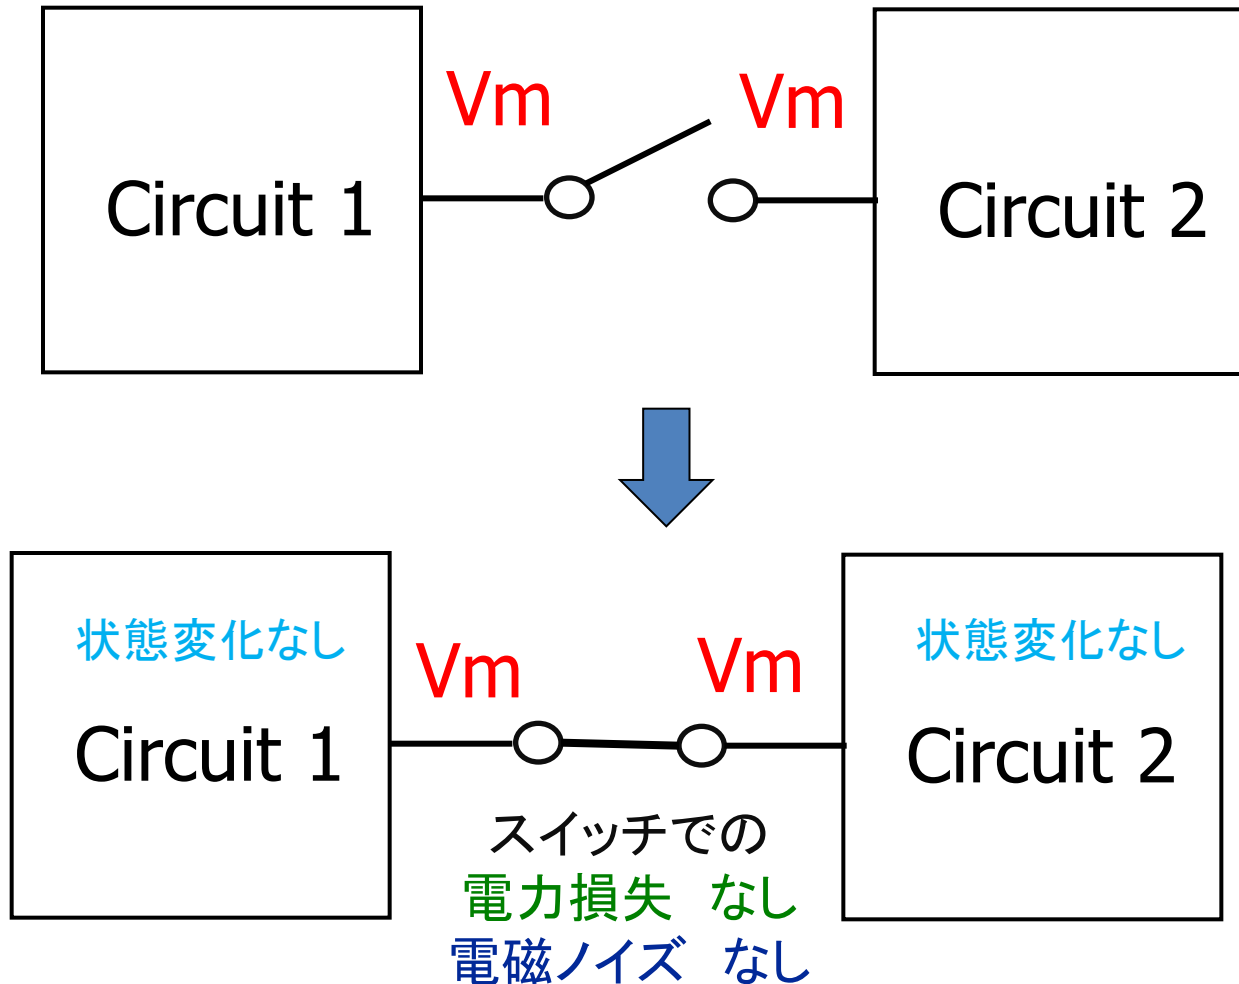 Vm
Vm
Circuit 1
Circuit 2
状態変化なし
状態変化なし
Vm
Vm
Circuit 1
Circuit 2
スイッチでの
電力損失　なし
電磁ノイズ　なし